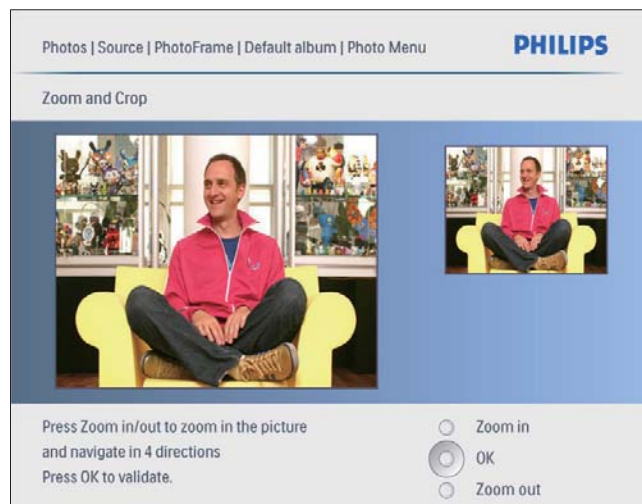 Photos | Source | PhotoFrame | Default album | Photo Menu
PHILIPS
Zoom and Crop
Press Zoom in/out to zoom in the picture
and navigate in 4 directions
Press OK to validate.
Zoom in
OK
Zoom out